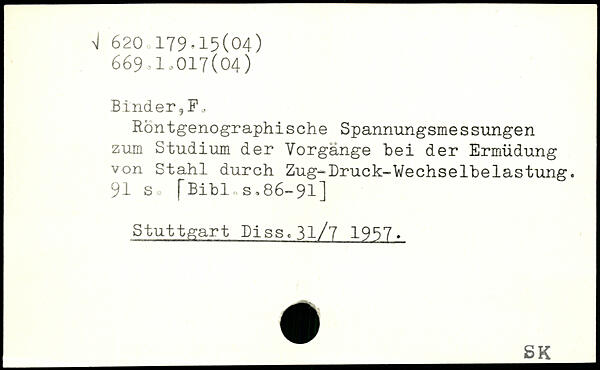 √ 620.179.15(04)
669.1.017(04)
Binder,F.
Röntgenographische Spannungsmessungen
zum Studium der Vorgänge bei der Ermüdung
von Stahl durch Zug-Druck-Wechselbelastung.
91 s. [Bibl.s.86-91]
Stuttgart Diss.31/7 1957.
SK